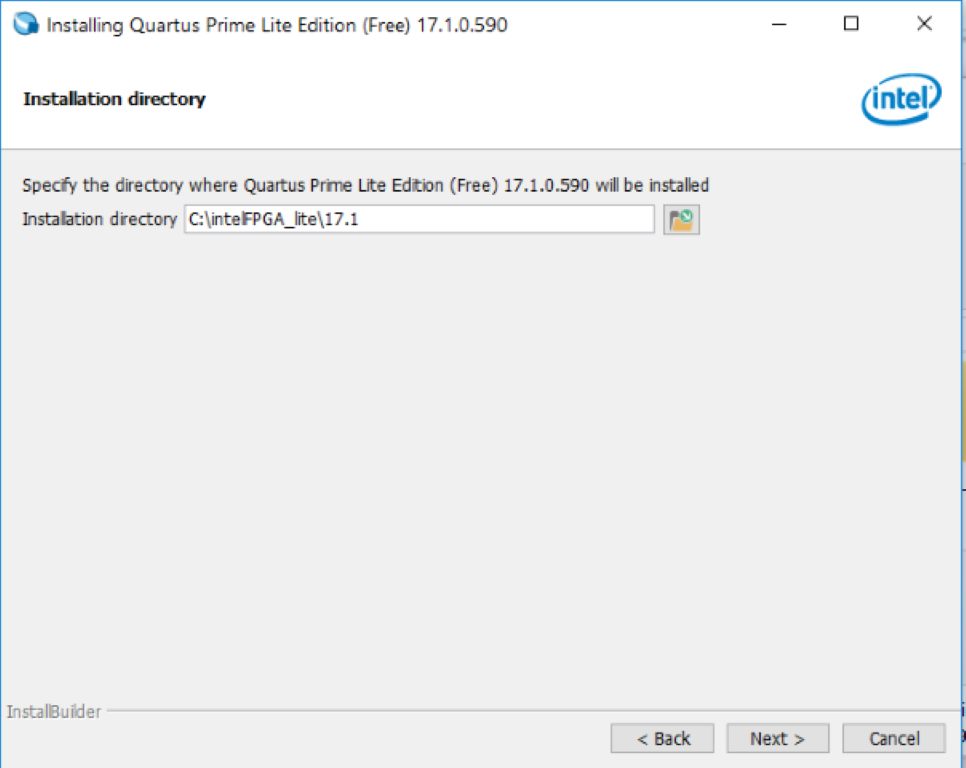 Installing Quartus Prime Lite Edition (Free) 17.1.0.590
Installation directory
intel
Specify the directory where Quartus Prime Lite Edition (Free) 17.1.0.590 will be installed
Installation directory C:\intelFPGA_lite\17.1
InstallBuilder
< Back Next > Cancel